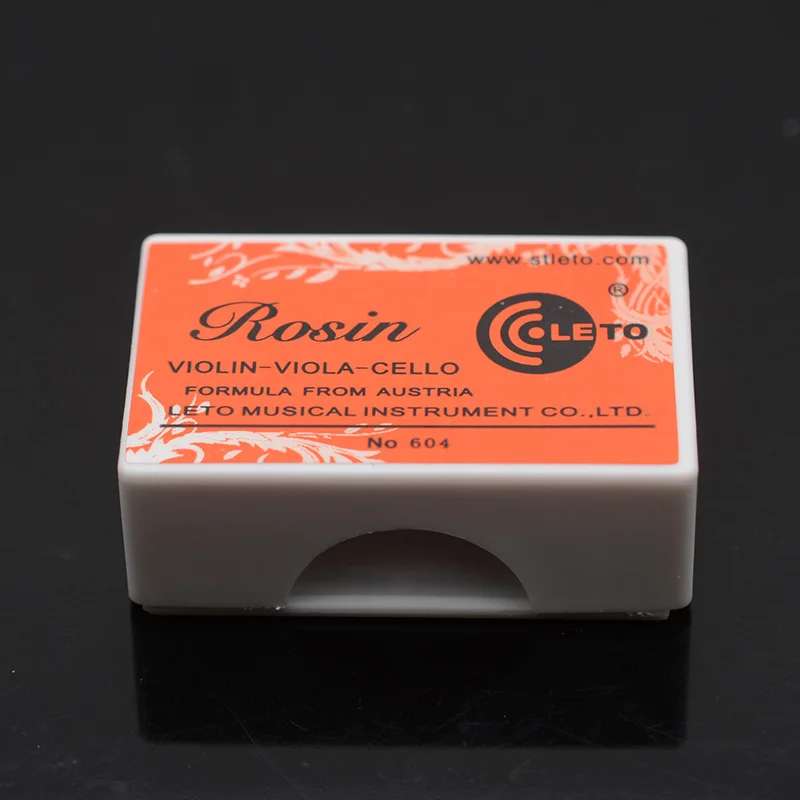 www.stleto.com
®
Rosin
LETO
VIOLIN-VIOLA-CELLO
FORMULA FROM AUSTRIA
LETO MUSICAL INSTRUMENT CO.,LTD.
No 604